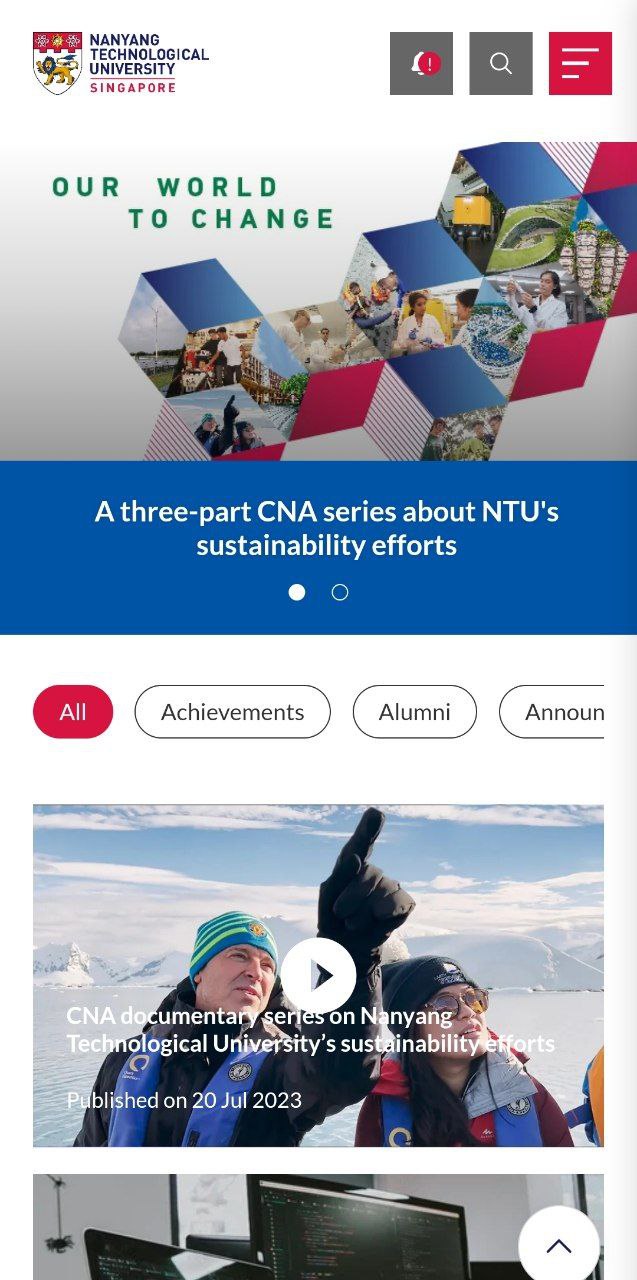 NANYANG
TECHNOLOGICAL
UNIVERSITY
SINGAPORE
!
OUR WORLD
TO CHANGE
A three-part CNA series about NTU's
sustainability efforts
All
Achievements
Alumni
Announ
CNA documentary series on Nanyang
Technological University’s sustainability efforts
Published on 20 Jul 2023